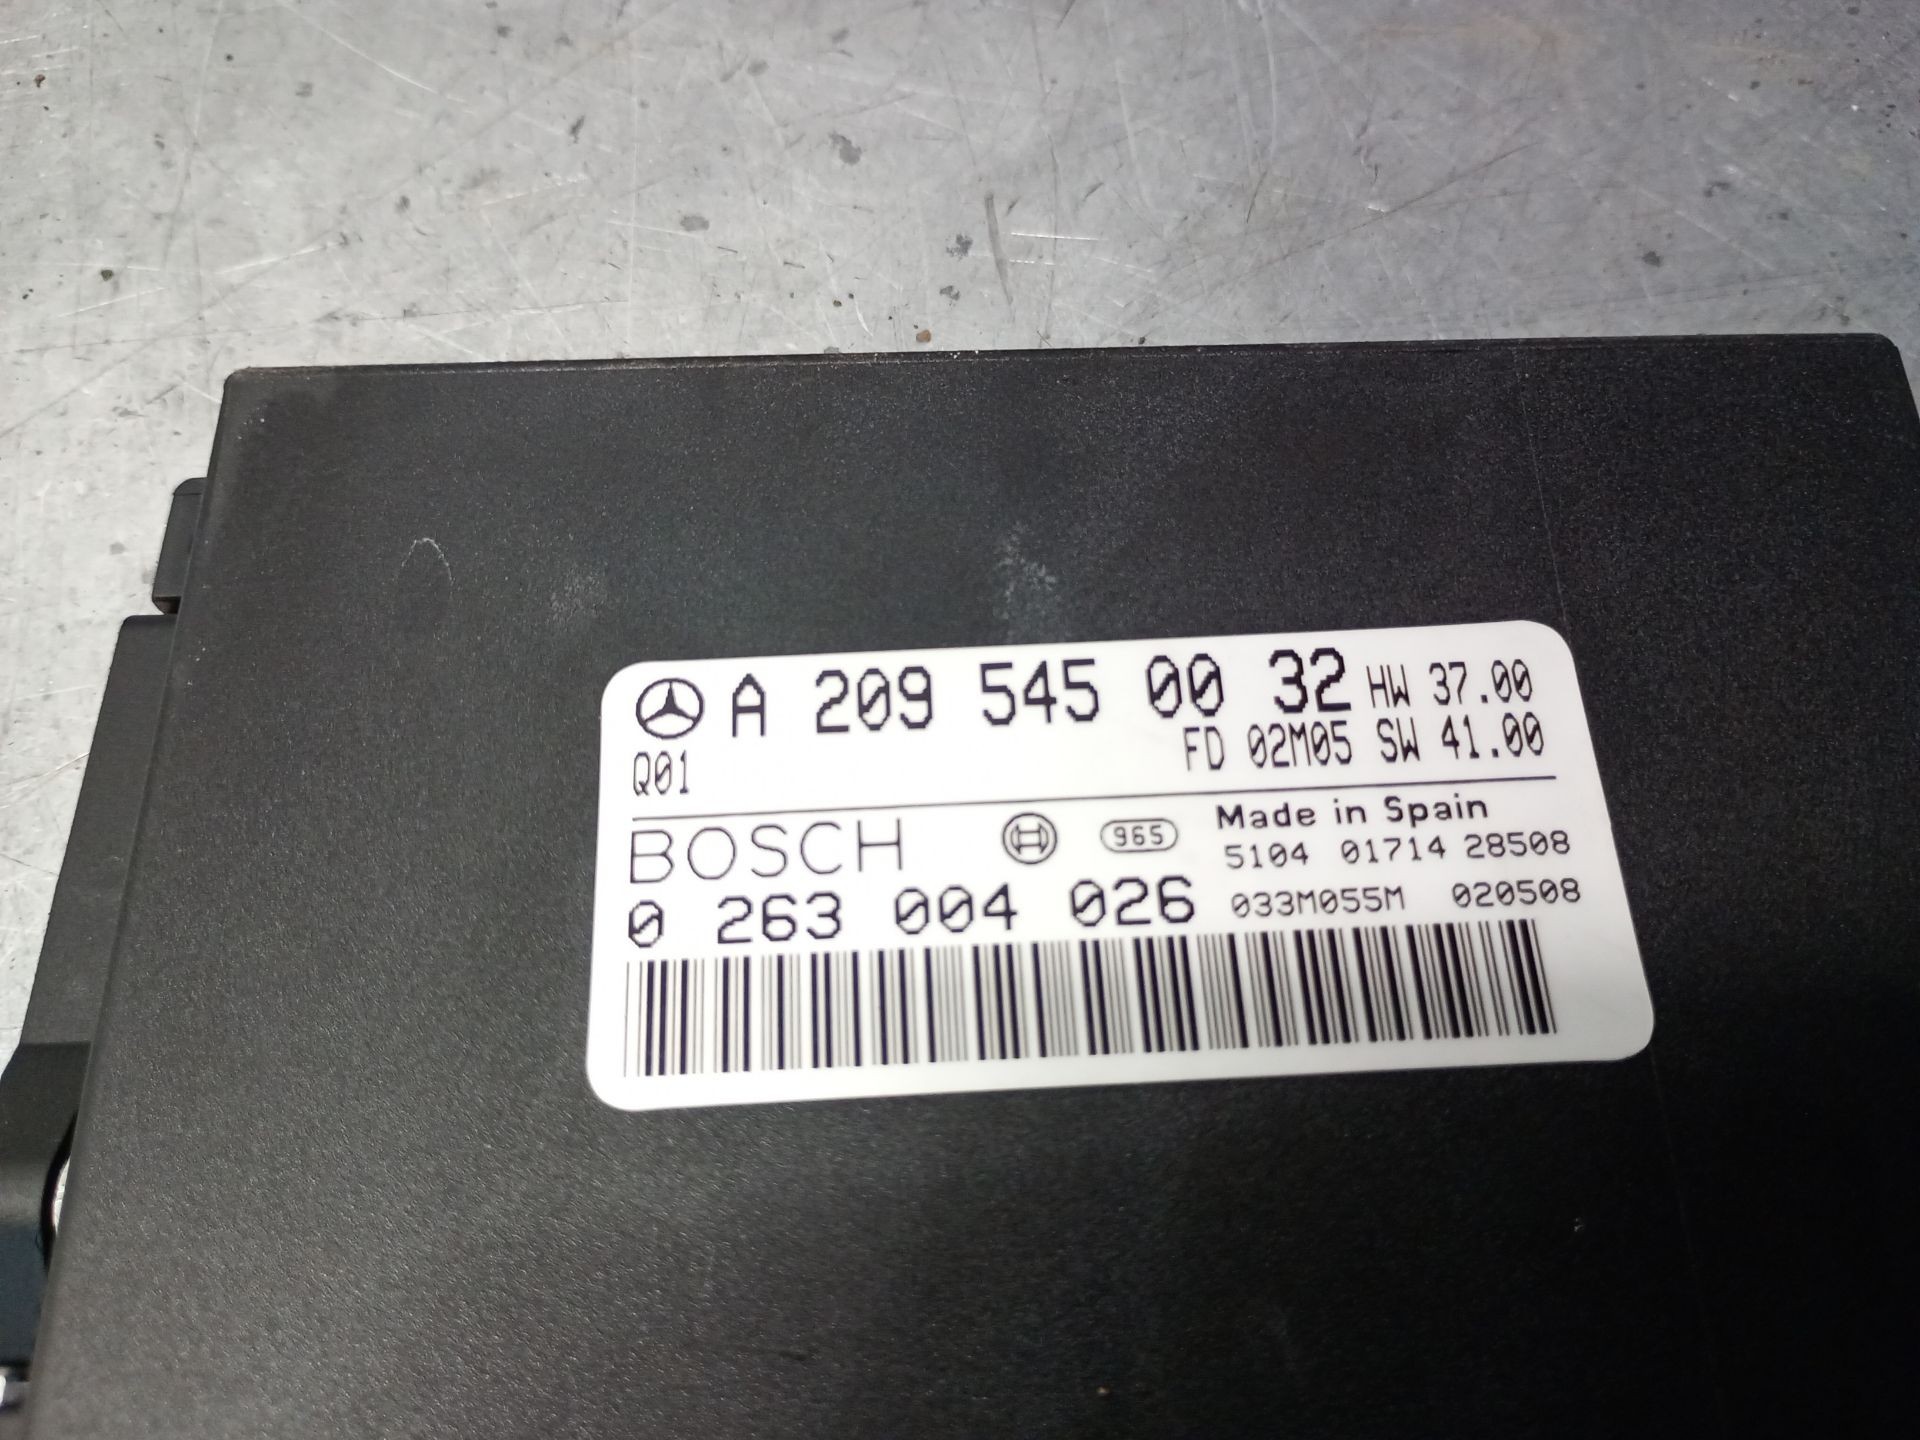 A 209 545 00 32 HW 37.00
Q01 FD 02M05 SW 41.00
BOSCH 965 Made in Spain
5104 01714 28508
0 263 004 026 033M055M 020508